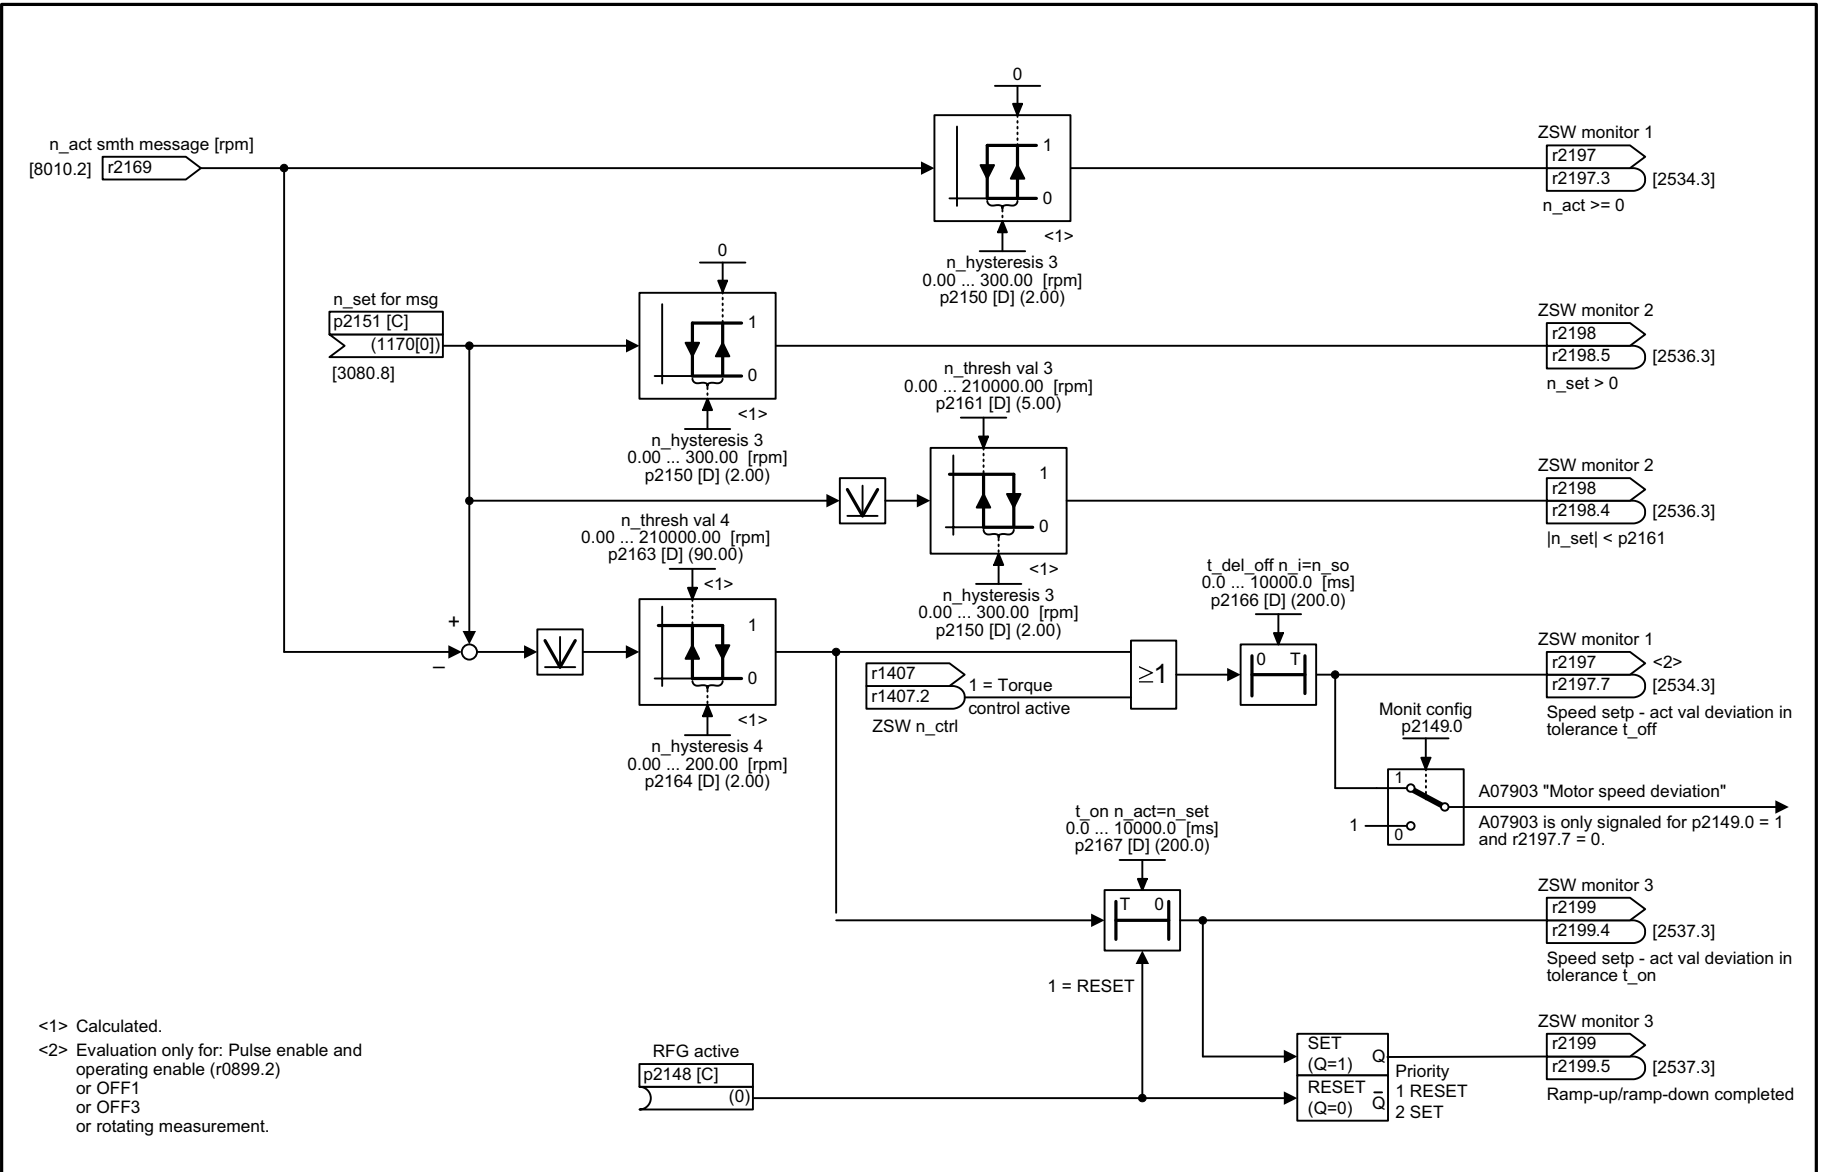 0
n_act smth message [rpm]
[8010.2] r2169
1
0
<1>
n_hysteresis 3
0.00 ... 300.00 [rpm]
p2150 [D] (2.00)
ZSW monitor 1
r2197
r2197.3 [2534.3]
n_act >= 0
0
n_set for msg
p2151 [C]
(1170[0])
[3080.8]
1
0
<1>
n_hysteresis 3
0.00 ... 300.00 [rpm]
p2150 [D] (2.00)
ZSW monitor 2
r2198
r2198.5 [2536.3]
n_set > 0
n_thresh val 3
0.00 ... 210000.00 [rpm]
p2161 [D] (5.00)
1
0
<1>
n_hysteresis 3
0.00 ... 300.00 [rpm]
p2150 [D] (2.00)
ZSW monitor 2
r2198
r2198.4 [2536.3]
|n_set| < p2161
n_thresh val 4
0.00 ... 210000.00 [rpm]
p2163 [D] (90.00)
<1>
+
–
1
0
<1>
n_hysteresis 4
0.00 ... 200.00 [rpm]
p2164 [D] (2.00)
r1407
r1407.2
ZSW n_ctrl
1 = Torque
control active
≥1
t_del_off n_i=n_so
0.0 ... 10000.0 [ms]
p2166 [D] (200.0)
0 T
ZSW monitor 1
r2197 <2>
r2197.7 [2534.3]
Speed setp - act val deviation in
tolerance t_off
Monit config
p2149.0
1
1
0
A07903 "Motor speed deviation"
A07903 is only signaled for p2149.0 = 1
and r2197.7 = 0.
t_on n_act=n_set
0.0 ... 10000.0 [ms]
p2167 [D] (200.0)
T 0
1 = RESET
ZSW monitor 3
r2199
r2199.4 [2537.3]
Speed setp - act val deviation in
tolerance t_on
RFG active
p2148 [C]
(0)
SET
(Q=1) Q
RESET
(Q=0) Q̅
Priority
1 RESET
2 SET
ZSW monitor 3
r2199
r2199.5 [2537.3]
Ramp-up/ramp-down completed
<1> Calculated.
<2> Evaluation only for: Pulse enable and
operating enable (r0899.2)
or OFF1
or OFF3
or rotating measurement.